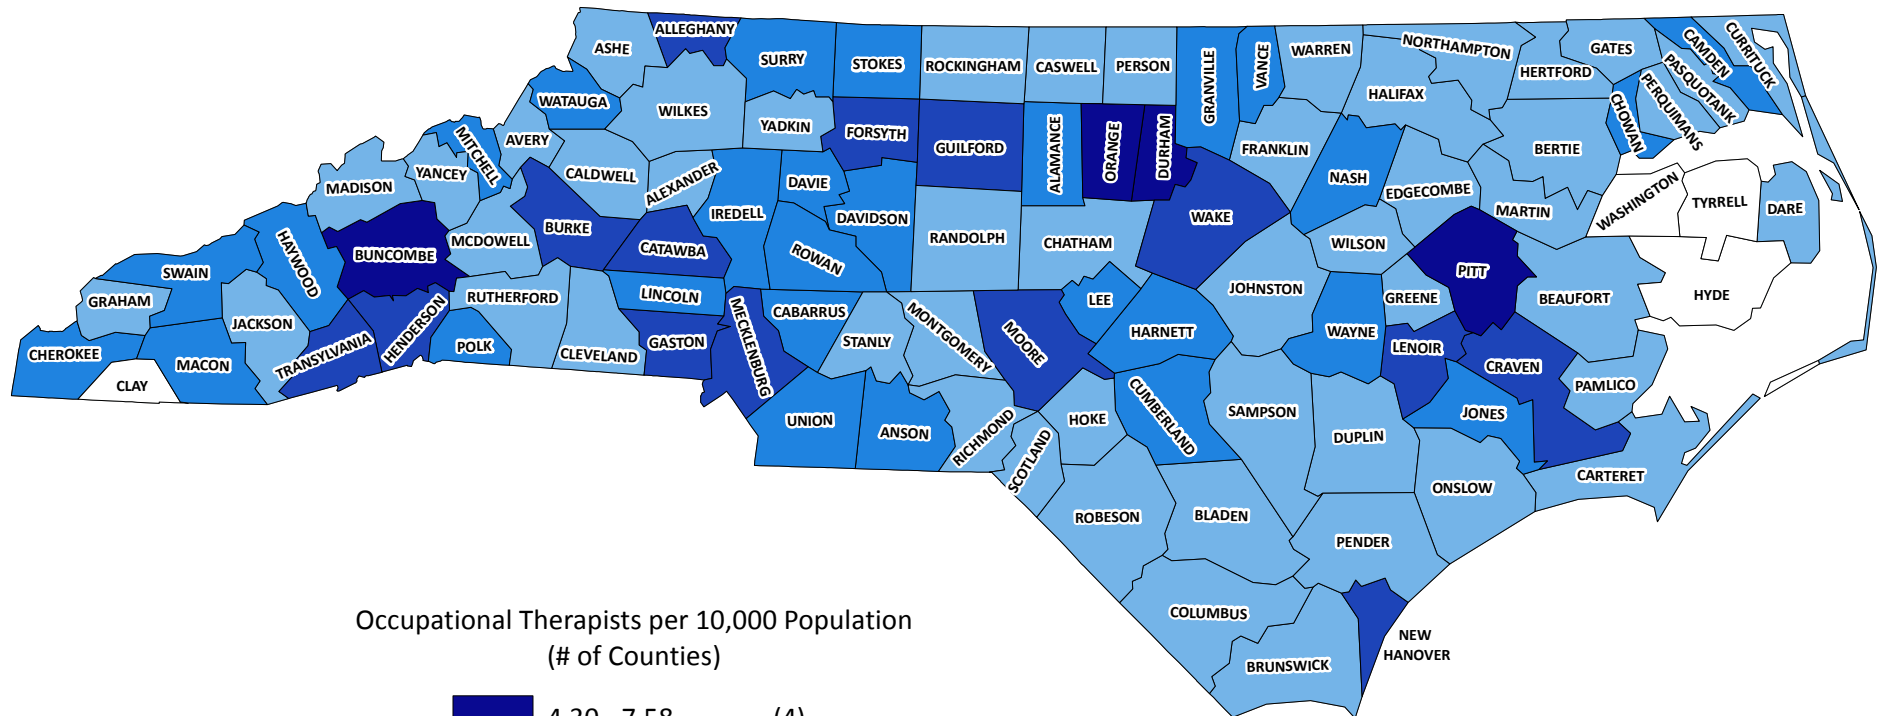 ALLEGHANY
ASHE
SURRY
STOKES
ROCKINGHAM
CASWELL
PERSON
GRANVILLE
VANCE
WARREN
NORTHAMPTON
GATES
CAMDEN
CURRITUCK
HERTFORD
PASQUOTANK
PERQUIMANS
CHOWAN
WATAUGA
WILKES
YADKIN
FORSYTH
GUILFORD
ALAMANCE
ORANGE
DURHAM
FRANKLIN
HALIFAX
BERTIE
MITCHELL
AVERY
CALDWELL
ALEXANDER
DAVIE
NASH
EDGECOMBE
MARTIN
WASHINGTON
TYRRELL
DARE
MADISON
YANCEY
IREDELL
DAVIDSON
WAKE
BURKE
RANDOLPH
CHATHAM
WILSON
MCDOWELL
CATAWBA
ROWAN
BUNCOMBE
HAYWOOD
SWAIN
PITT
HYDE
GRAHAM
RUTHERFORD
LINCOLN
JOHNSTON
GREENE
BEAUFORT
JACKSON
HENDERSON
TRANSYLVANIA
MECKLENBURG
CABARRUS
LEE
HARNETT
WAYNE
CHEROKEE
MACON
POLK
CLEVELAND
GASTON
STANLY
MONTGOMERY
MOORE
LENOIR
CRAVEN
PAMLICO
CLAY
UNION
ANSON
RICHMOND
SCOTLAND
HOKE
CUMBERLAND
SAMPSON
DUPLIN
JONES
CARTERET
ONSLOW
ROBESON
BLADEN
PENDER
COLUMBUS
BRUNSWICK
NEW
HANOVER
Occupational Therapists per 10,000 Population
(# of Counties)
4.30 - 7.58 (4)